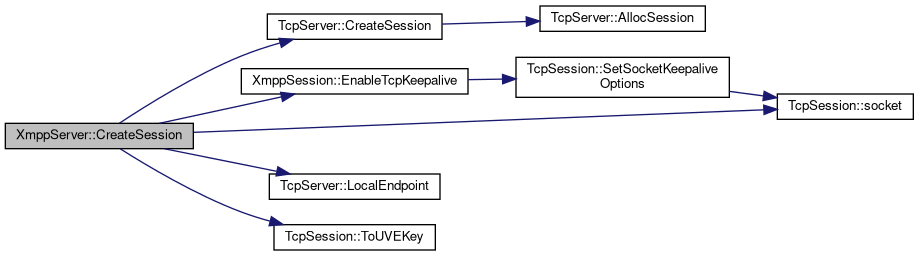 TcpServer::CreateSession
TcpServer::AllocSession
XmppSession::EnableTcpKeepalive
TcpSession::SetSocketKeepalive
Options
TcpSession::socket
XmppServer::CreateSession
TcpServer::LocalEndpoint
TcpSession::ToUVEKey